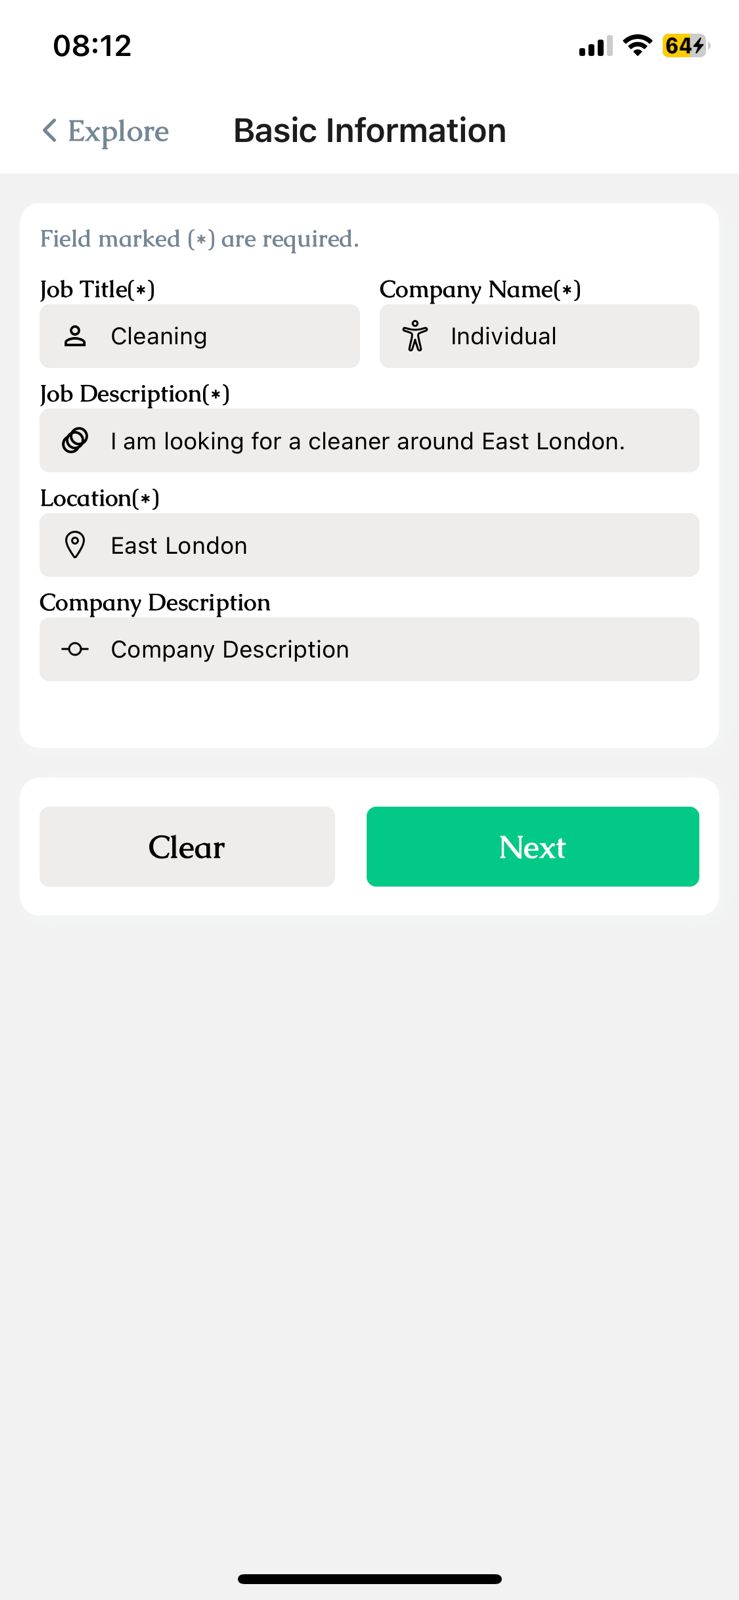 08:12
64
Explore
Basic Information
Field marked (*) are required.
Job Title(*)
Company Name(*)
Cleaning
Individual
Job Description(*)
I am looking for a cleaner around East London.
Location(*)
East London
Company Description
Company Description
Clear
Next